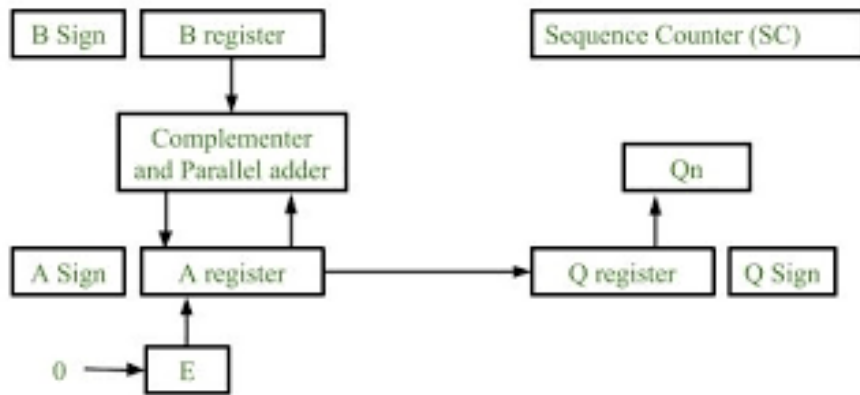 B Sign
B register
Sequence Counter (SC)
Complementer
and Parallel adder
Qn
A Sign
A register
Q register
Q Sign
0
E